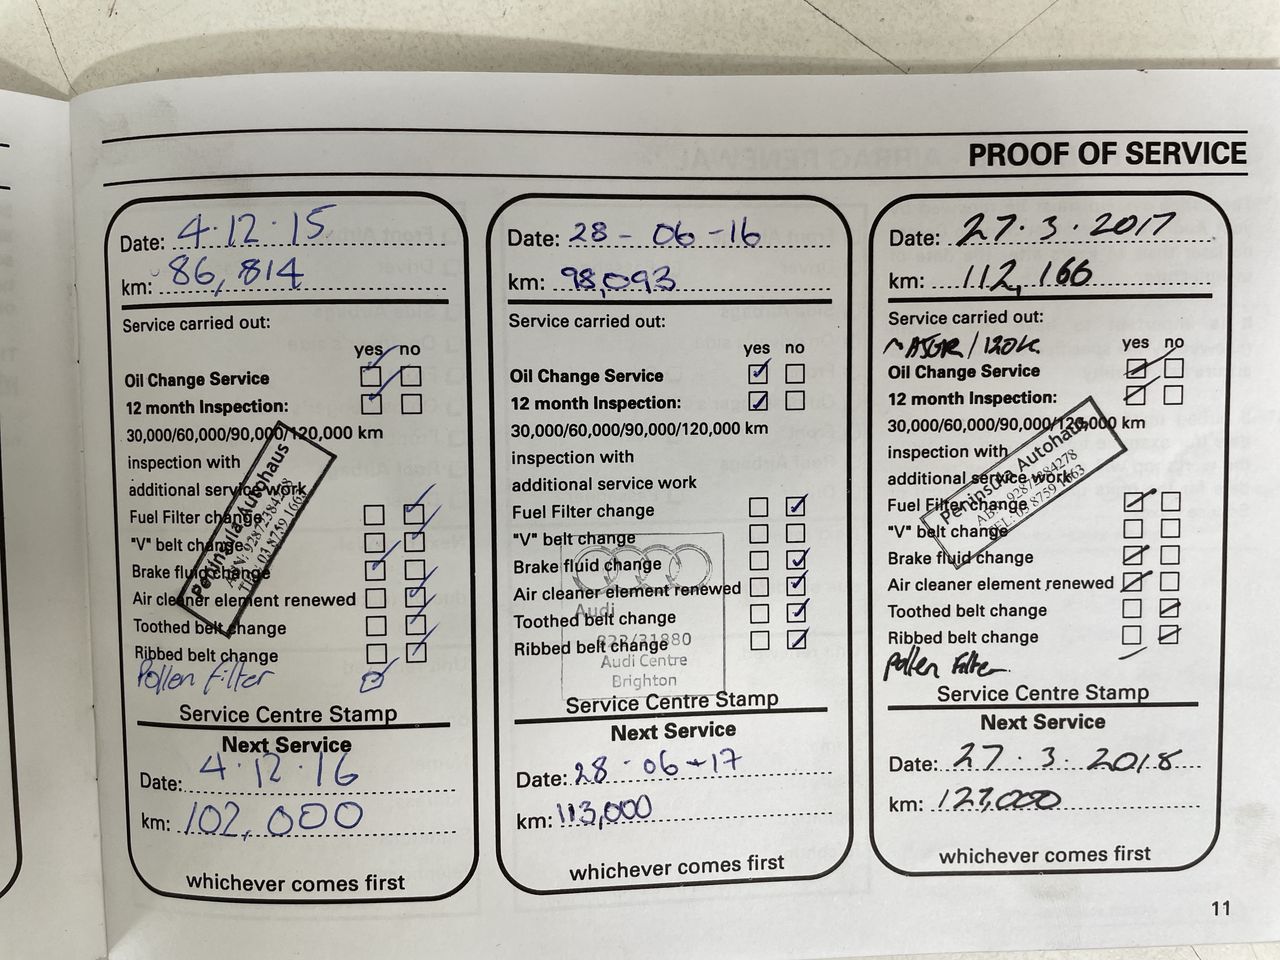 PROOF OF SERVICE
Date: 4.12.15
km: 86,814
Service carried out:
yes no
Oil Change Service
12 month Inspection:
30,000/60,000/90,000/120,000 km
inspection with
additional service work
Fuel Filter change
"V" belt change
Brake fluid change
Air cleaner element renewed
Toothed belt change
Ribbed belt change
Pollen Filter
Peninsula Autohaus
Service Centre Stamp
Next Service
Date: 4.12.16
km: 102,000
whichever comes first
Date: 28-06-16
km: 98,093
Service carried out:
yes no
Oil Change Service
12 month Inspection:
30,000/60,000/90,000/120,000 km
inspection with
additional service work
Fuel Filter change
"V" belt change
Brake fluid change
Air cleaner element renewed
Toothed belt change
Ribbed belt change
Audi
Audi Centre
Brighton
Service Centre Stamp
Next Service
Date: 28-06-17
km: 113,000
whichever comes first
Date: 27.3.2017
km: 112,166
Service carried out:
/120K
yes no
Oil Change Service
12 month Inspection:
30,000/60,000/90,000/120,000 km
inspection with
additional service work
Fuel Filter change
"V" belt change
Brake fluid change
Air cleaner element renewed
Toothed belt change
Ribbed belt change
Pollen Filter
Peninsula Autohaus
TEL: 03 8759 1663
Service Centre Stamp
Next Service
Date: 27.3.2018
km: 127,000
whichever comes first
11